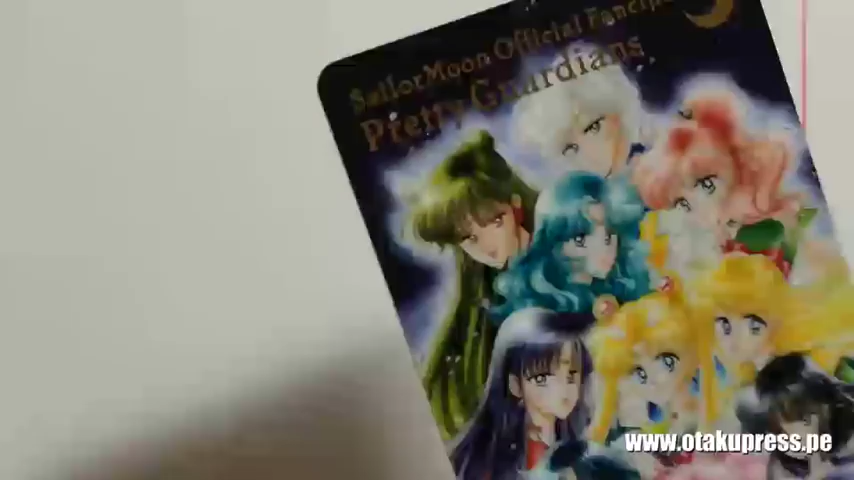 SailorMoon Official Fanclub
Pretty Guardians
www.otakupress.pe